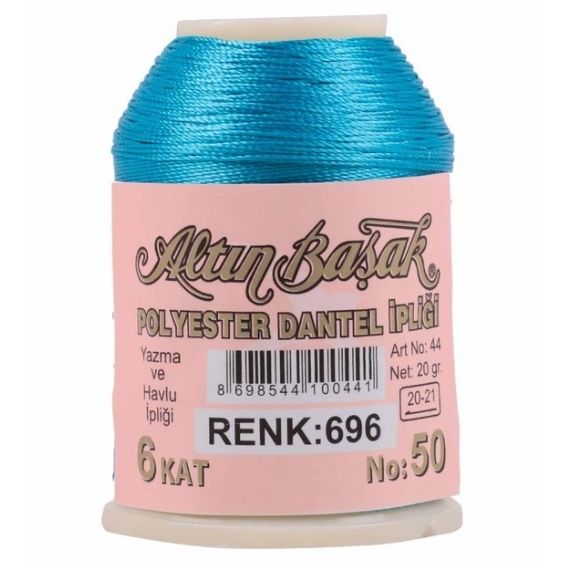 Altın Başak®
POLYESTER DANTEL İPLİĞİ
Yazma
ve
Havlu
İpliği
8 698544 100441
Art No: 44
Net: 20 gr.
20-21
RENK:696
6 KAT
No: 50